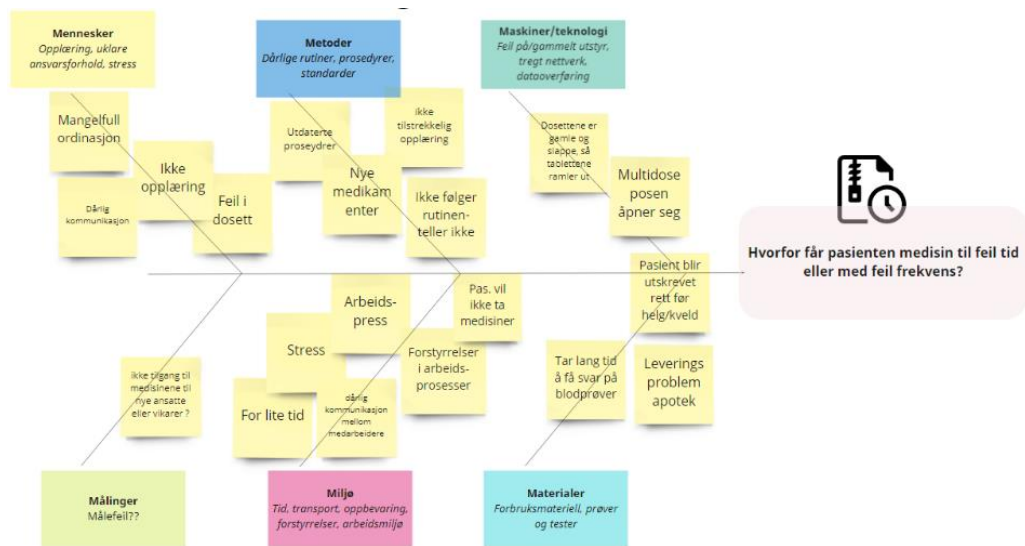 Mennesker
Opplæring, uklare
ansvarsforhold, stress
Metoder
Dårlige rutiner, prosedyrer,
standarder
Maskiner/teknologi
Feil på/gammelt utstyr,
tregt nettverk,
dataoverføring
Mangelfull
ordinasjon
Dårlig
kommunikasjon
Ikke
opplæring
Feil i
dosett
Utdaterte
proseydrer
Nye
medikam
enter
ikke
tilstrekkelig
opplæring
Ikke følger
rutinen-
teller ikke
Dosettene er
gamle og
slappe, så
tablettene
ramler ut
Multidose
posen
åpner seg
Hvorfor får pasienten medisin til feil tid
eller med feil frekvens?
ikke tilgang til
medisinene til
nye ansatte
eller vikarer ?
For lite tid
Stress
Arbeids-
press
dårlig
kommunikasjon
mellom
medarbeidere
Forstyrrelser
i arbeids-
prosesser
Pas. vil
ikke ta
medisiner
Tar lang tid
å få svar på
blodprøver
Pasient blir
utskrevet
rett før
helg/kveld
Leverings
problem
apotek
Målinger
Målefeil??
Miljø
Tid, transport, oppbevaring,
forstyrrelser, arbeidsmiljø
Materialer
Forbruksmateriell, prøver
og tester